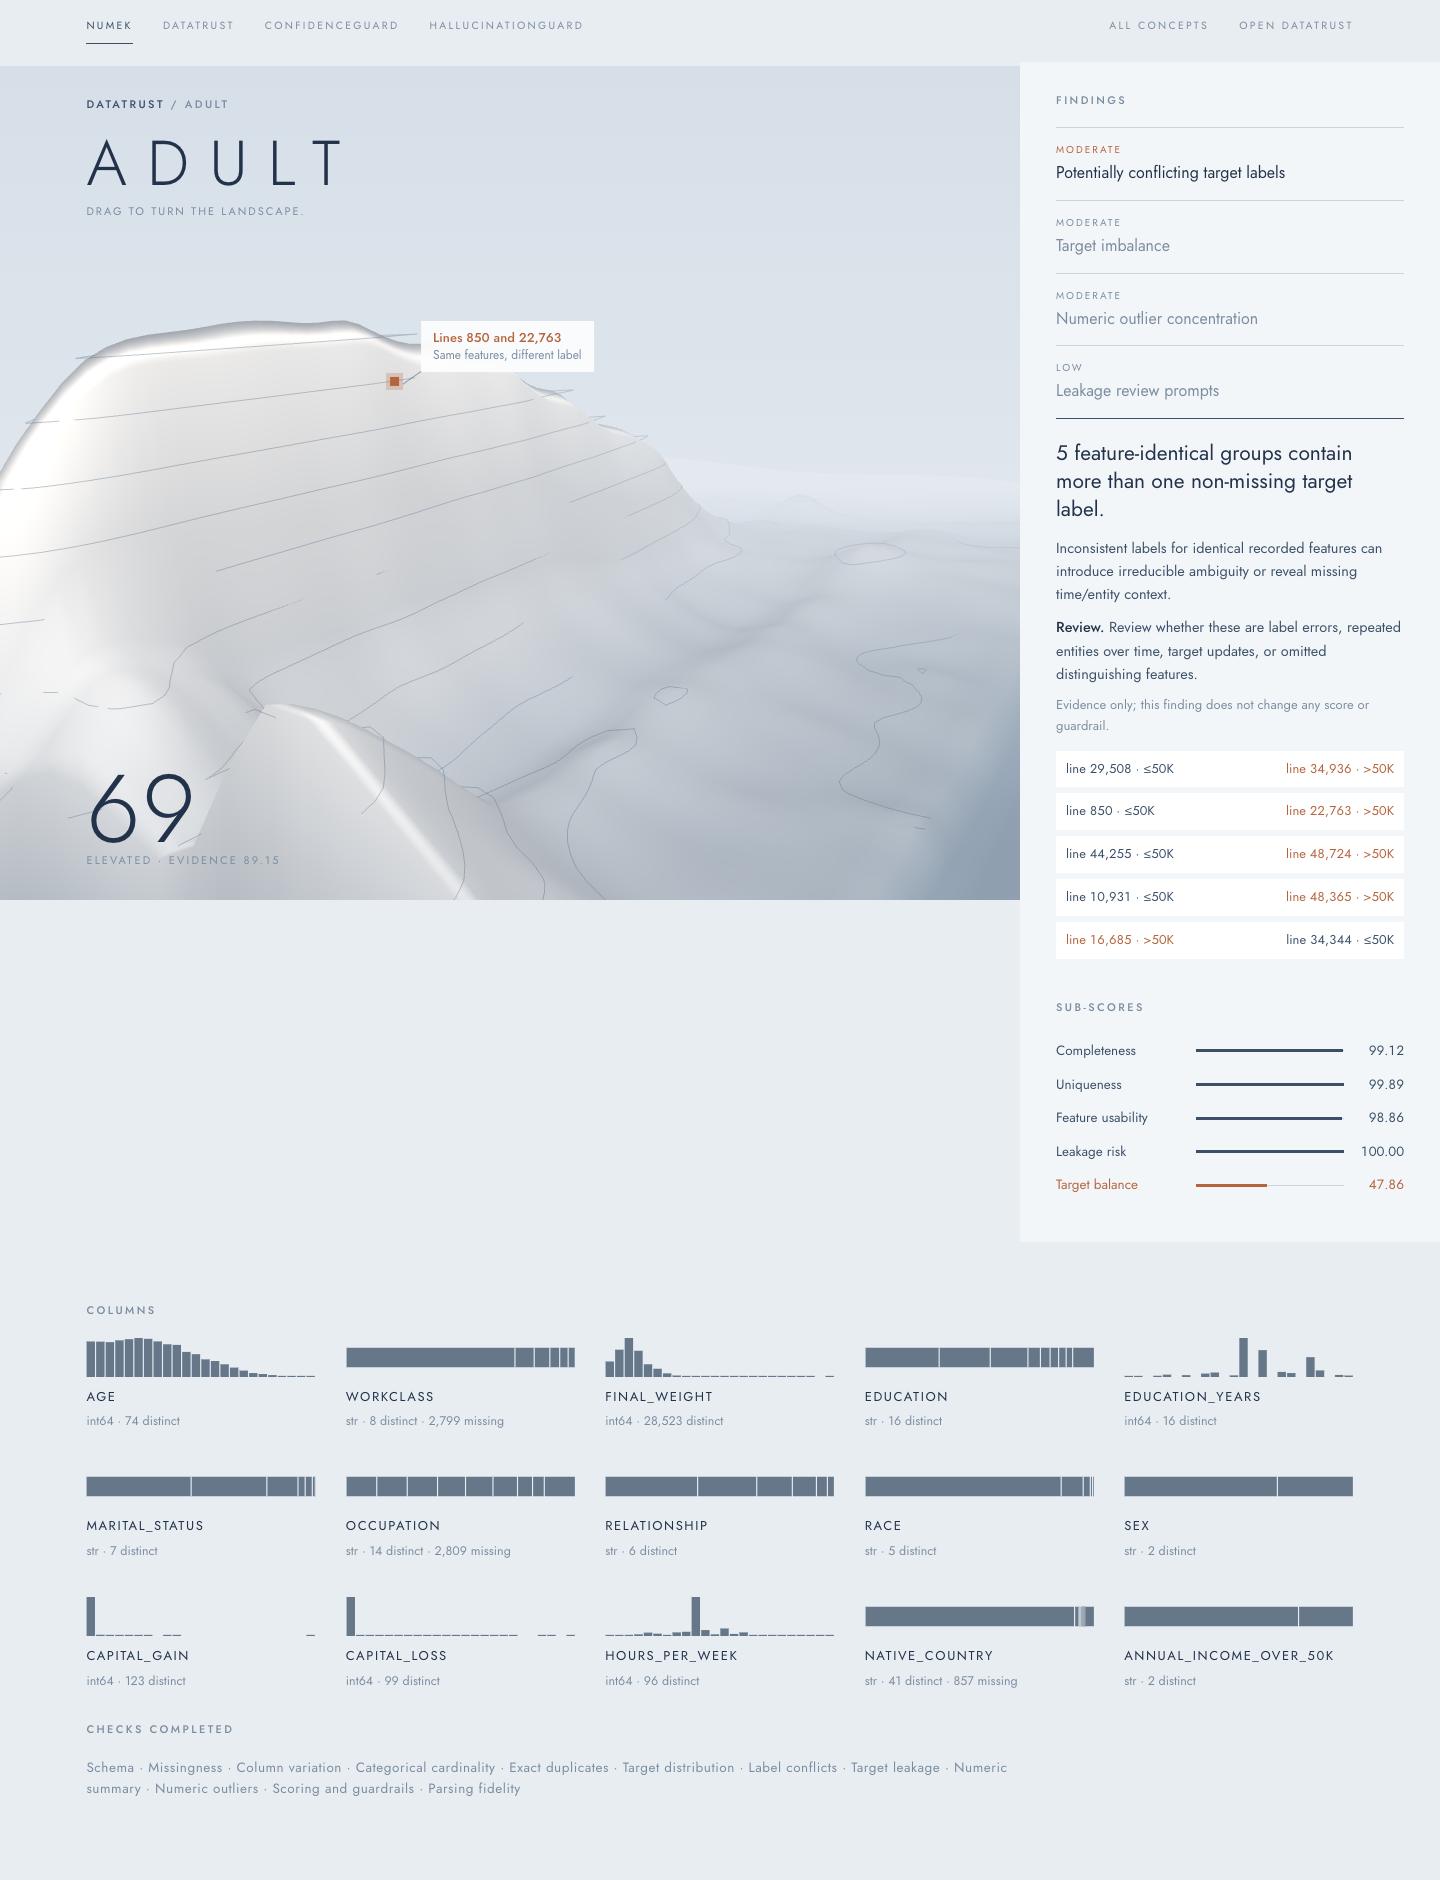 NUMEK DATATRUST CONFIDENCEGUARD HALLUCINATIONGUARD ALL CONCEPTS OPEN DATATRUST
DATATRUST / ADULT
ADULT
DRAG TO TURN THE LANDSCAPE.
Lines 850 and 22,763
Same features, different label
69
ELEVATED · EVIDENCE 89.15
FINDINGS
MODERATE
Potentially conflicting target labels
MODERATE
Target imbalance
MODERATE
Numeric outlier concentration
LOW
Leakage review prompts
5 feature-identical groups contain
more than one non-missing target
label.
Inconsistent labels for identical recorded features can
introduce irreducible ambiguity or reveal missing
time/entity context.
Review. Review whether these are label errors, repeated
entities over time, target updates, or omitted
distinguishing features.
Evidence only; this finding does not change any score or
guardrail.
line 29,508 · ≤50K line 34,936 · >50K
line 850 · ≤50K line 22,763 · >50K
line 44,255 · ≤50K line 48,724 · >50K
line 10,931 · ≤50K line 48,365 · >50K
line 16,685 · >50K line 34,344 · ≤50K
SUB-SCORES
Completeness 99.12
Uniqueness 99.89
Feature usability 98.86
Leakage risk 100.00
Target balance 47.86
COLUMNS
AGE WORKCLASS FINAL_WEIGHT EDUCATION EDUCATION_YEARS
int64 · 74 distinct str · 8 distinct · 2,799 missing int64 · 28,523 distinct str · 16 distinct int64 · 16 distinct
MARITAL_STATUS OCCUPATION RELATIONSHIP RACE SEX
str · 7 distinct str · 14 distinct · 2,809 missing str · 6 distinct str · 5 distinct str · 2 distinct
CAPITAL_GAIN CAPITAL_LOSS HOURS_PER_WEEK NATIVE_COUNTRY ANNUAL_INCOME_OVER_50K
int64 · 123 distinct int64 · 99 distinct int64 · 96 distinct str · 41 distinct · 857 missing str · 2 distinct
CHECKS COMPLETED
Schema · Missingness · Column variation · Categorical cardinality · Exact duplicates · Target distribution · Label conflicts · Target leakage · Numeric
summary · Numeric outliers · Scoring and guardrails · Parsing fidelity